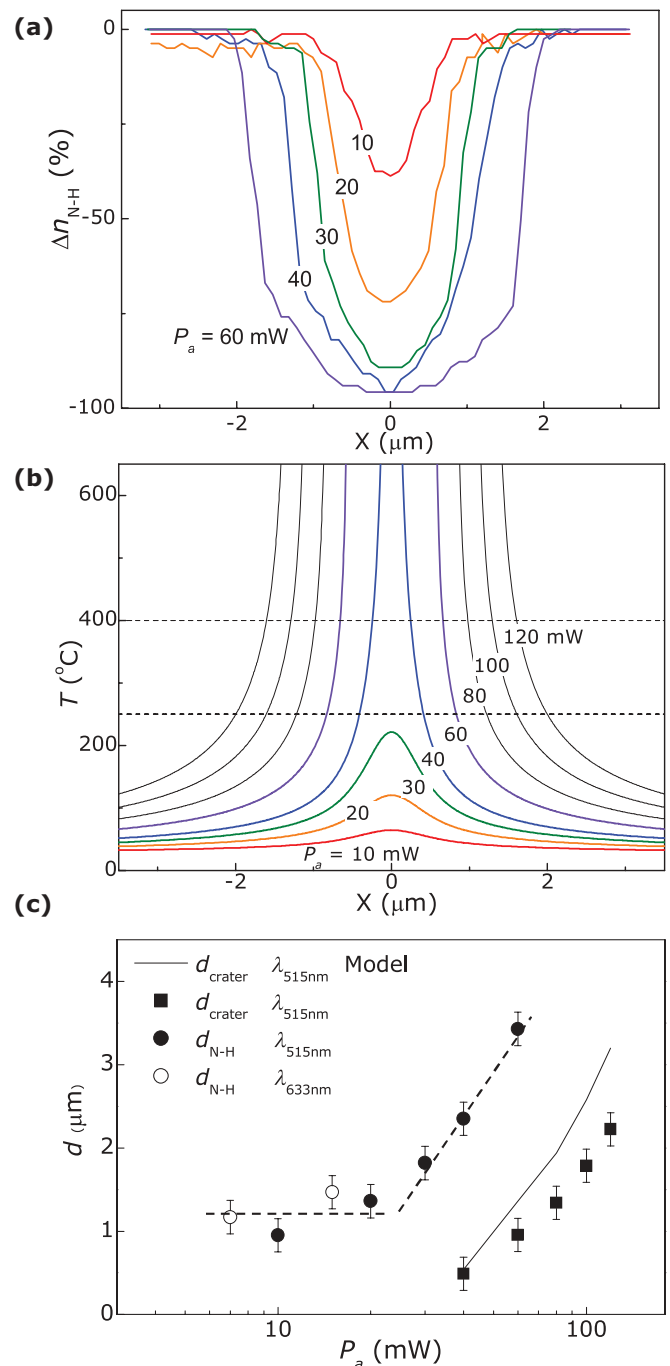 (a)
0
-50
-100
Δn_N-H (%)
10
20
30
40
P_a = 60 mW
-2 0 2
X (μm)
(b)
600
400
200
0
T (°C)
120 mW
100
80
60
40
30
20
P_a = 10 mW
-2 0 2
X (μm)
(c)
d_crater λ_515nm Model
d_crater λ_515nm
d_N-H λ_515nm
d_N-H λ_633nm
4
3
2
1
0
d (μm)
10 100
P_a (mW)